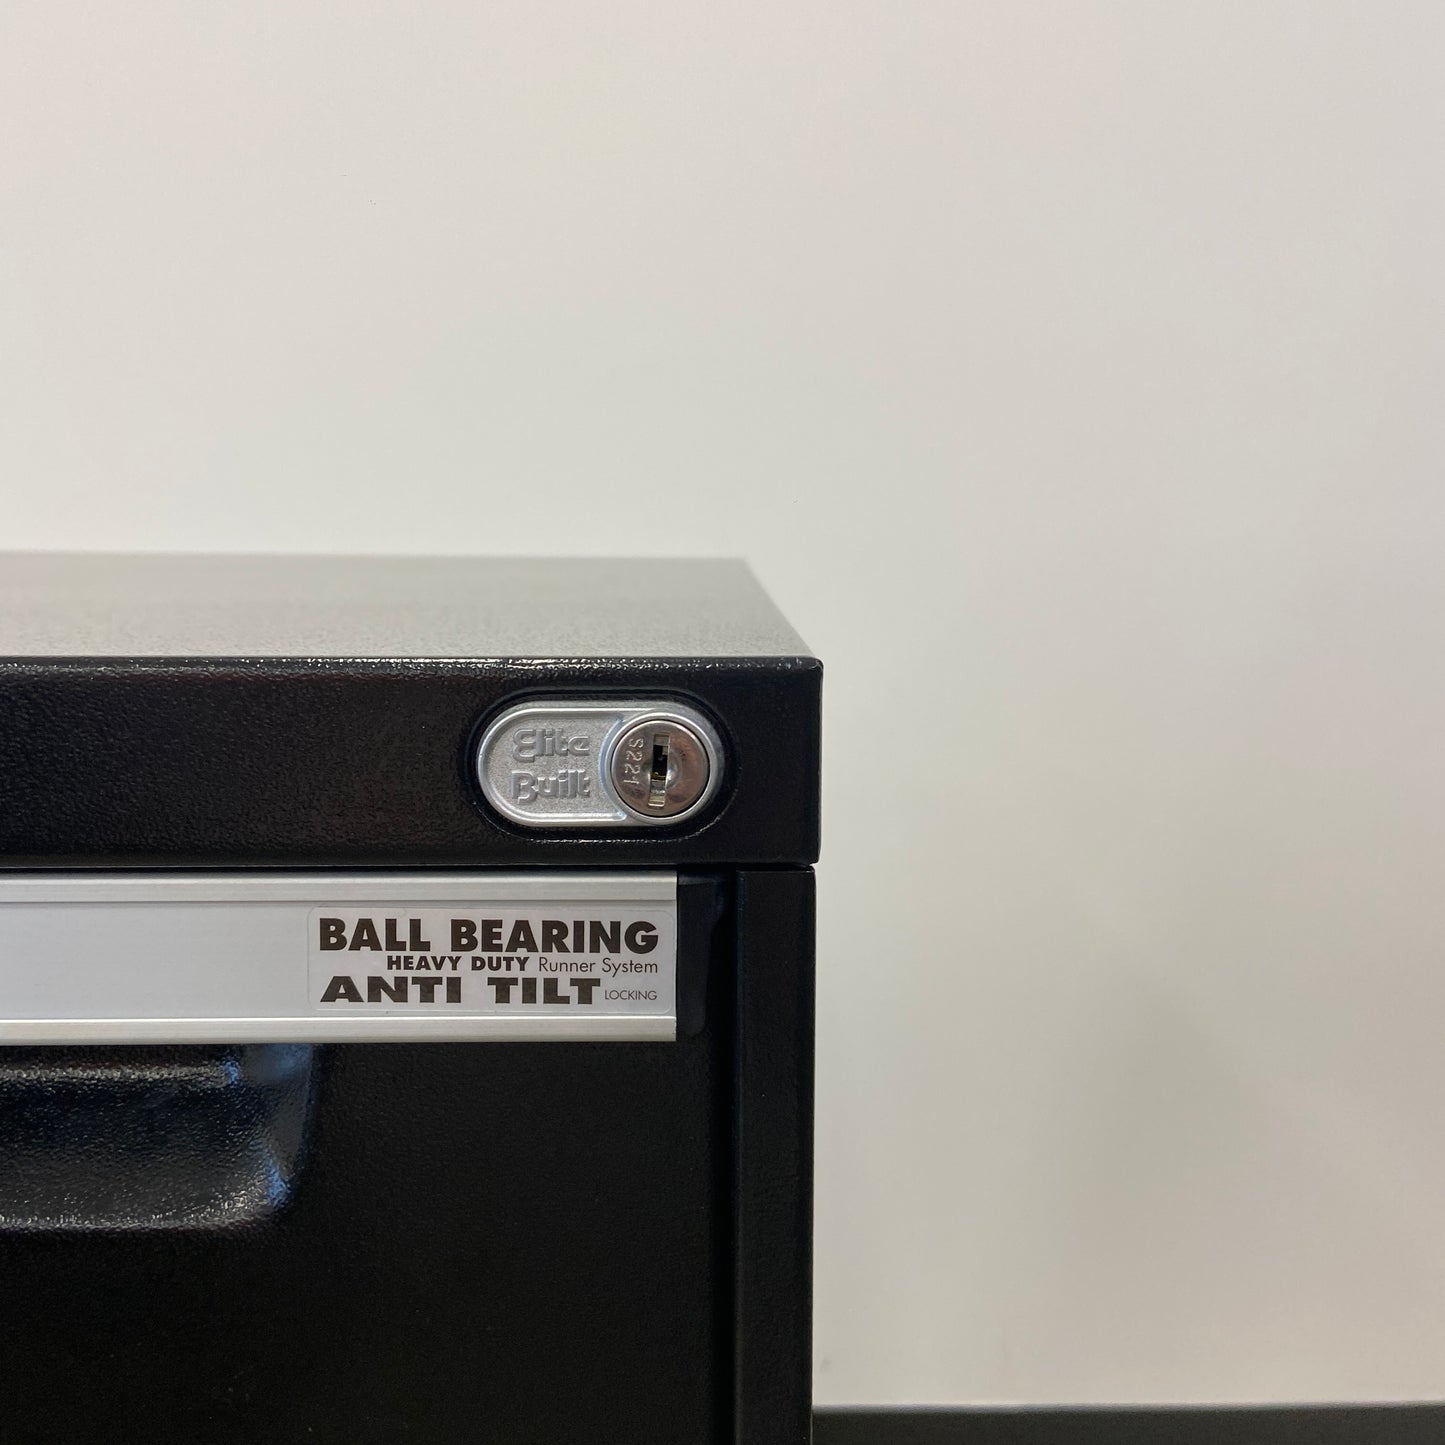 Elite
Built
S221
BALL BEARING
HEAVY DUTY Runner System
ANTI TILT LOCKING